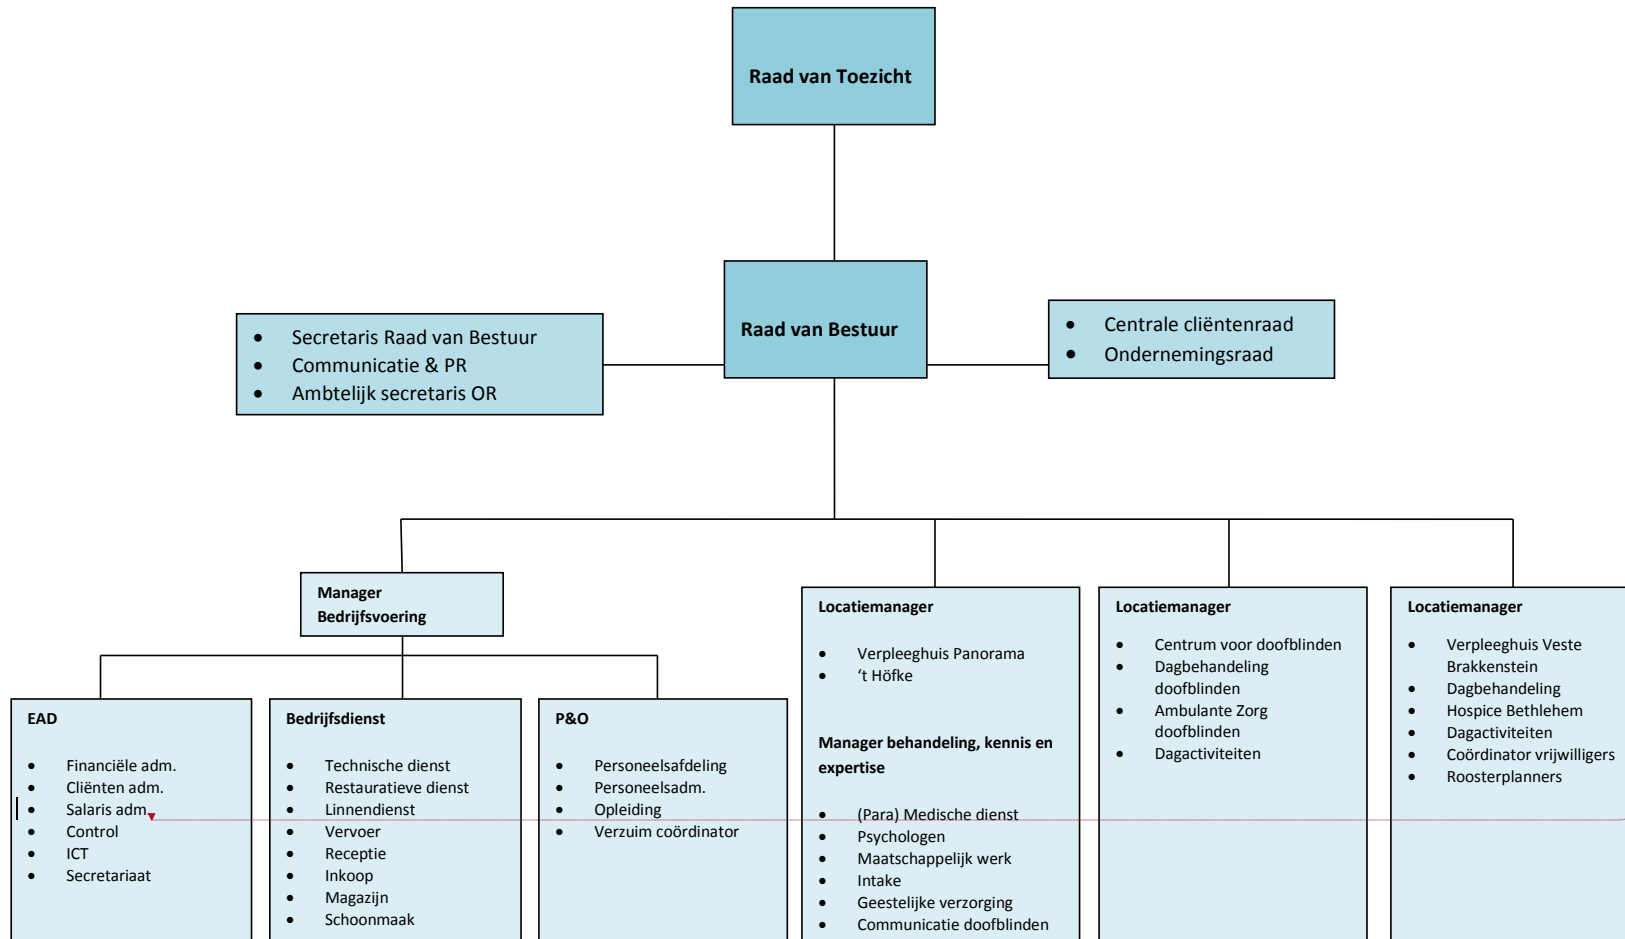 Raad van Toezicht
Raad van Bestuur
• Secretaris Raad van Bestuur
• Communicatie & PR
• Ambtelijk secretaris OR
• Centrale cliëntenraad
• Ondernemingsraad
Manager
Bedrijfsvoering
EAD
• Financiële adm.
• Cliënten adm.
• Salaris adm.
• Control
• ICT
• Secretariaat
Bedrijfsdienst
• Technische dienst
• Restauratieve dienst
• Linnendienst
• Vervoer
• Receptie
• Inkoop
• Magazijn
• Schoonmaak
P&O
• Personeelsafdeling
• Personeelsadm.
• Opleiding
• Verzuim coördinator
Locatiemanager
• Verpleeghuis Panorama
• ‘t Höfke
Manager behandeling, kennis en
expertise
• (Para) Medische dienst
• Psychologen
• Maatschappelijk werk
• Intake
• Geestelijke verzorging
• Communicatie doofblinden
Locatiemanager
• Centrum voor doofblinden
• Dagbehandeling
doofblinden
• Ambulante Zorg
doofblinden
• Dagactiviteiten
Locatiemanager
• Verpleeghuis Veste
Brakkenstein
• Dagbehandeling
• Hospice Bethlehem
• Dagactiviteiten
• Coördinator vrijwilligers
• Roosterplanners